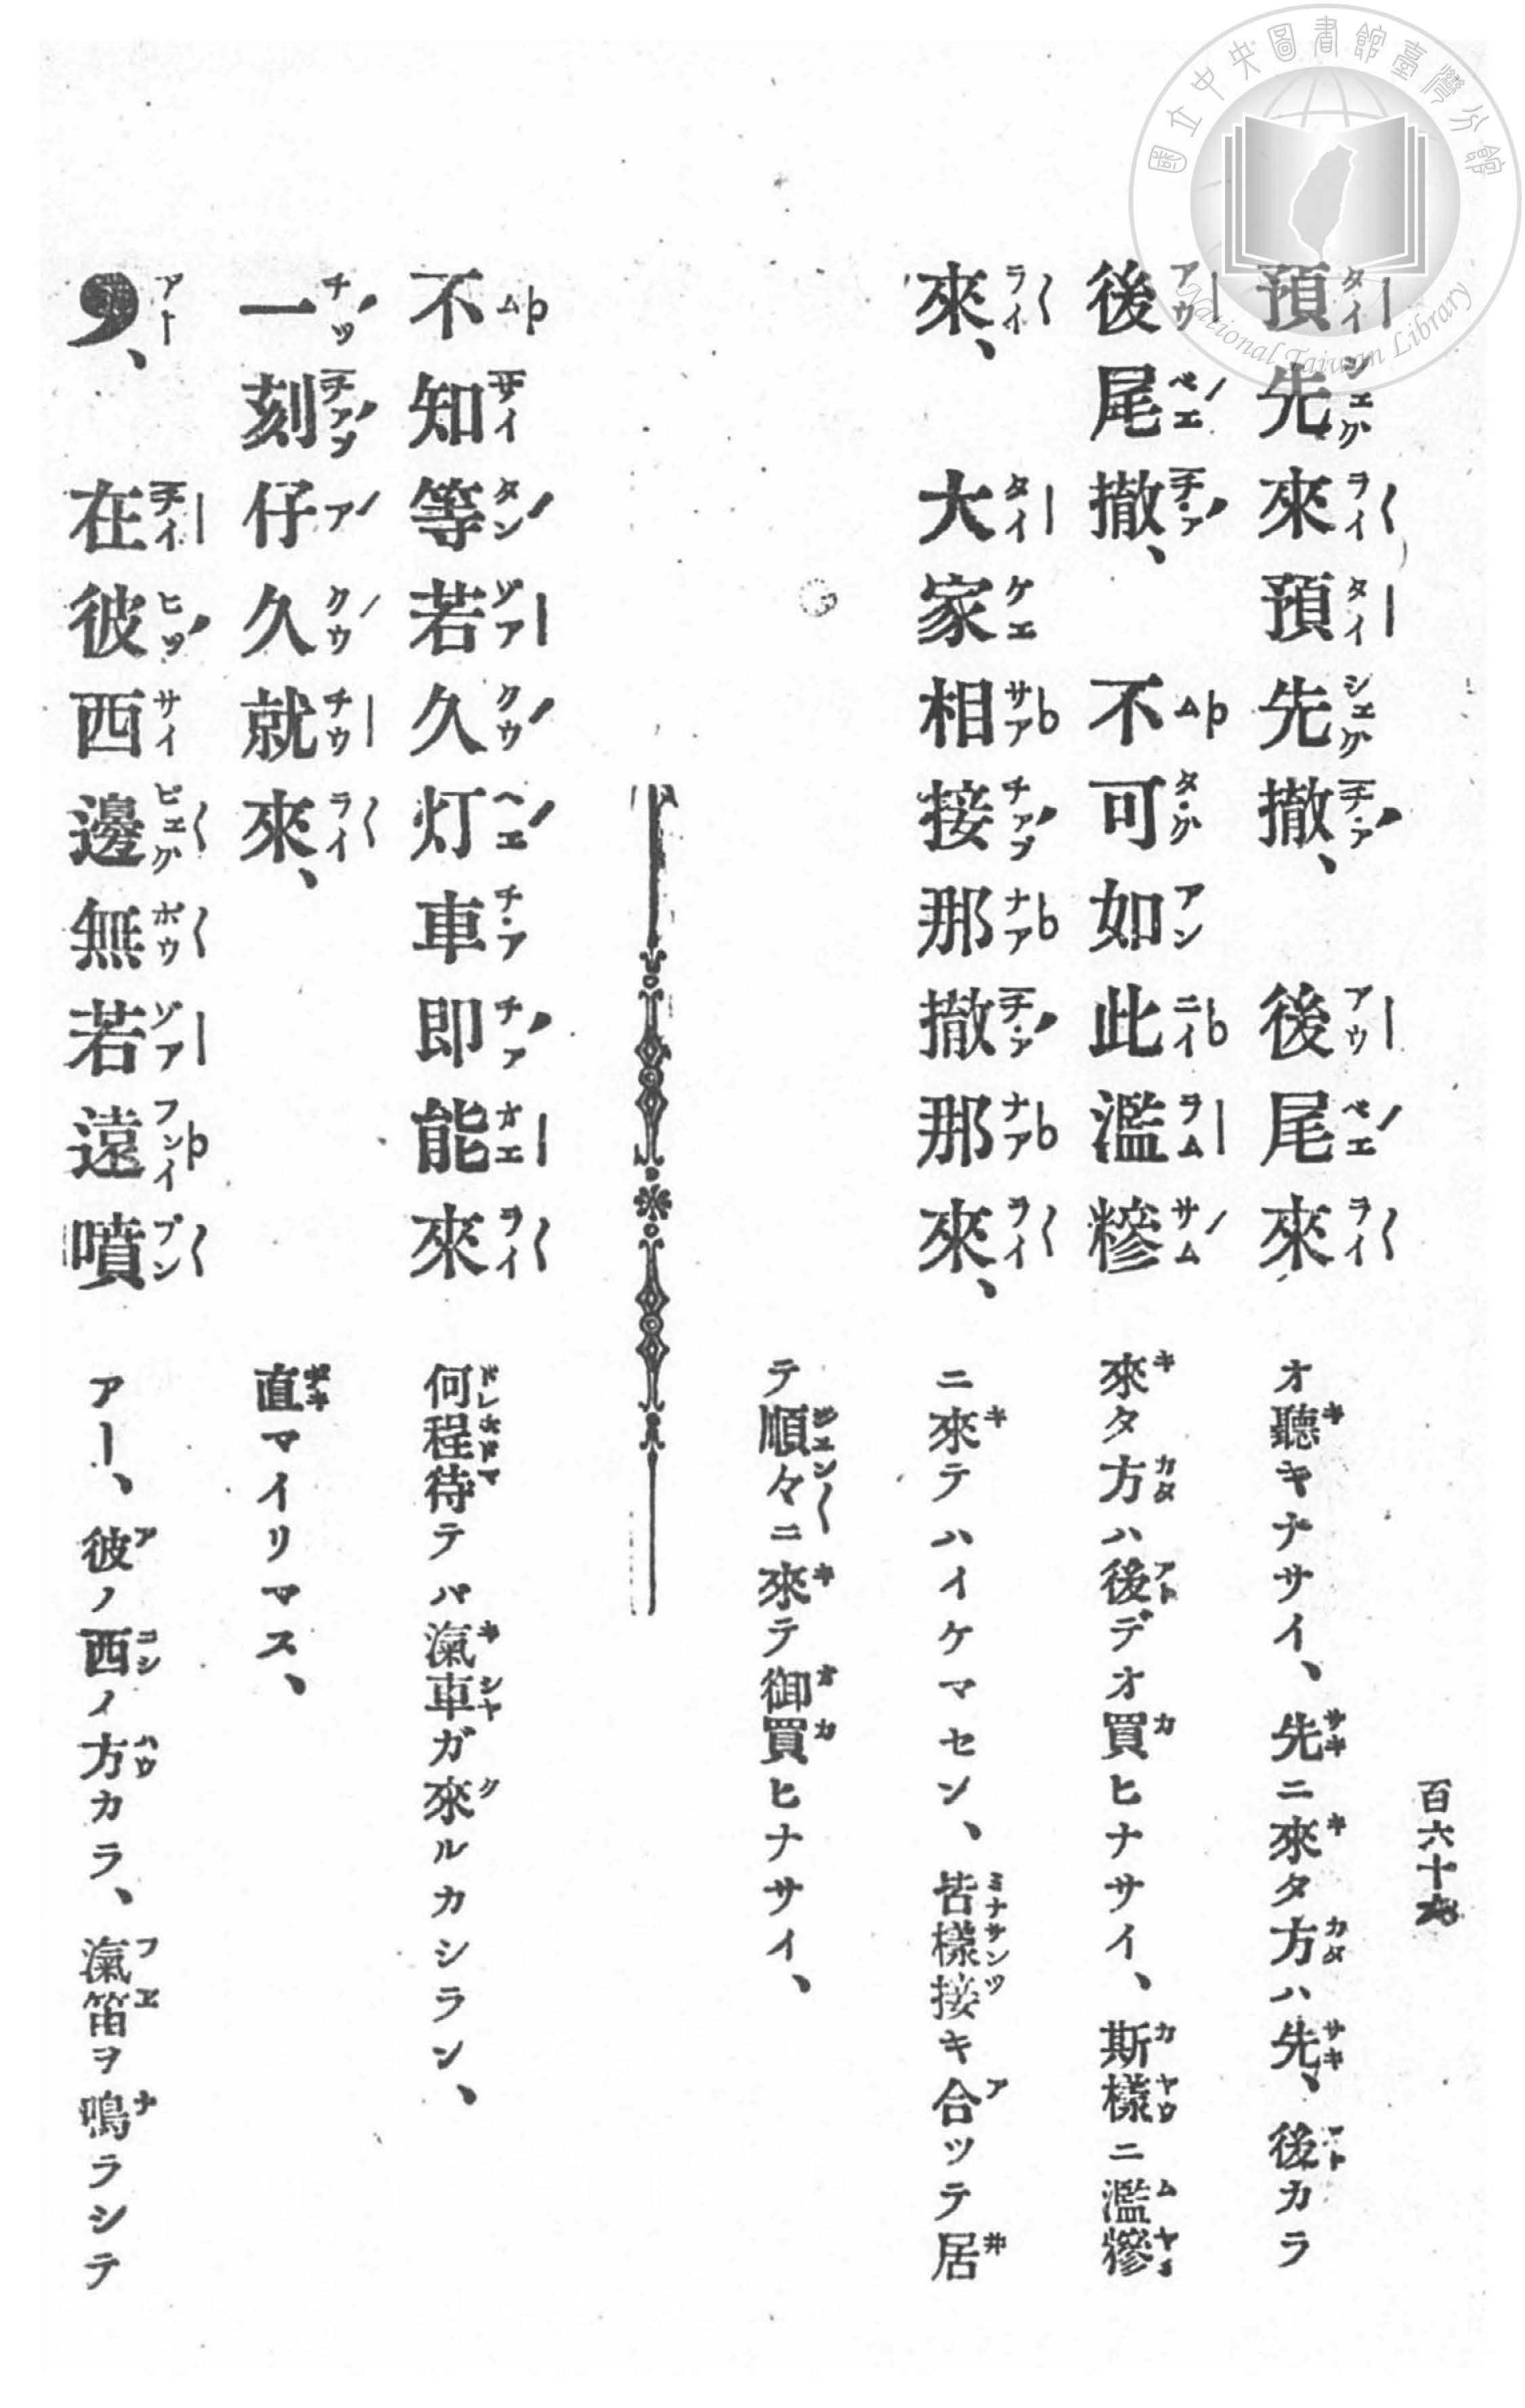 國立中央圖書館臺灣分館
National Taiwan Library
百六十
預先來預先撤、後尾來
オ聽キナサイ、先ニ來タ方ハ先、後カラ
後尾撤、不可如此濫糝
來タ方ハ後デオ買ヒナサイ、斯樣ニ濫糝
來、大家相接那撤那來、
ニ來テハイケマセン、皆樣接キ合ツテ居
テ順々ニ來テ御買ヒナサイ、
不知等若久灯車即能來
何程待テバ滊車ガ來ルカシラン、
一刻仔久就來、
直マイリマス、
❜、在彼西邊無若遠噴
アー、彼ノ西ノ方カラ、滊笛ヲ鳴ラシテ